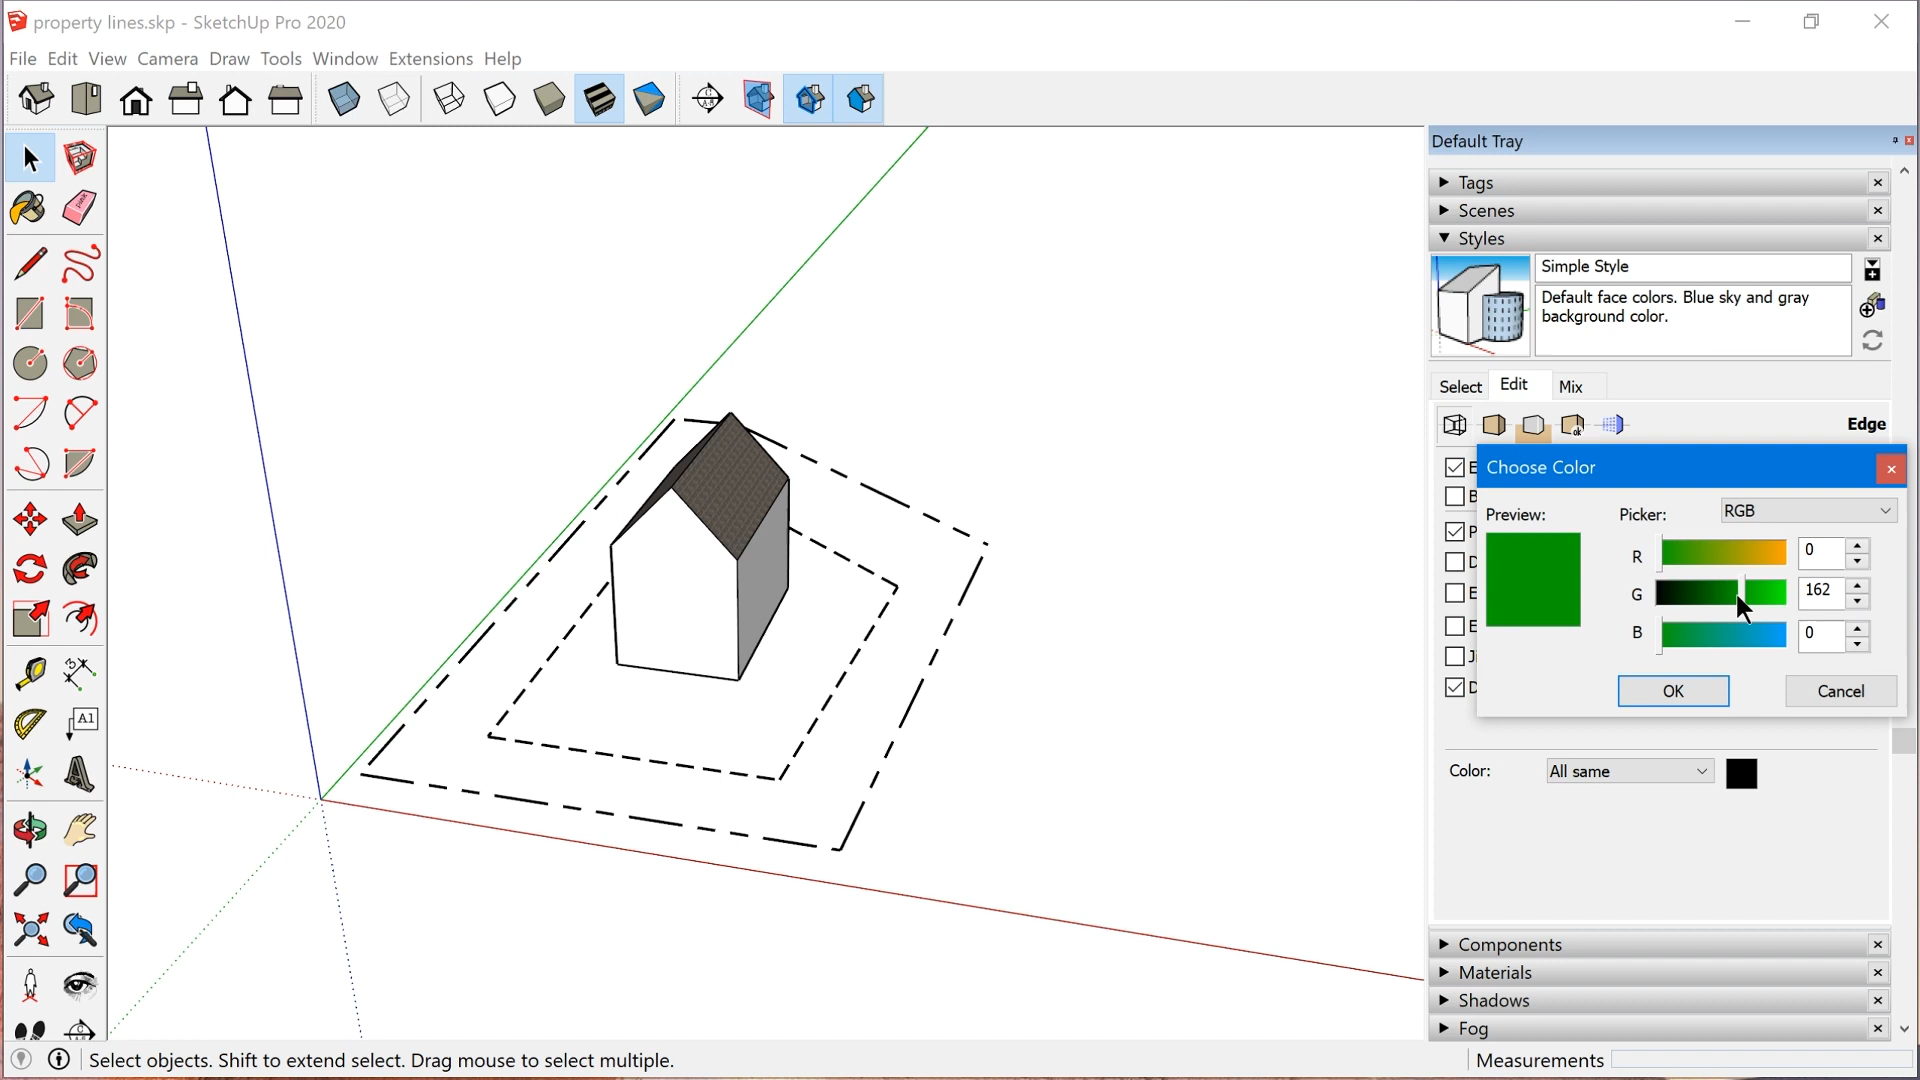 property lines.skp - SketchUp Pro 2020
File Edit View Camera Draw Tools Window Extensions Help
Default Tray
Tags
Scenes
Styles
Simple Style
Default face colors. Blue sky and gray
background color.
Select Edit Mix
Edge
Choose Color
Preview:
Picker:
RGB
R
0
G
162
B
0
OK
Cancel
Color:
All same
A1
Components
Materials
Shadows
Fog
Select objects. Shift to extend select. Drag mouse to select multiple.
Measurements